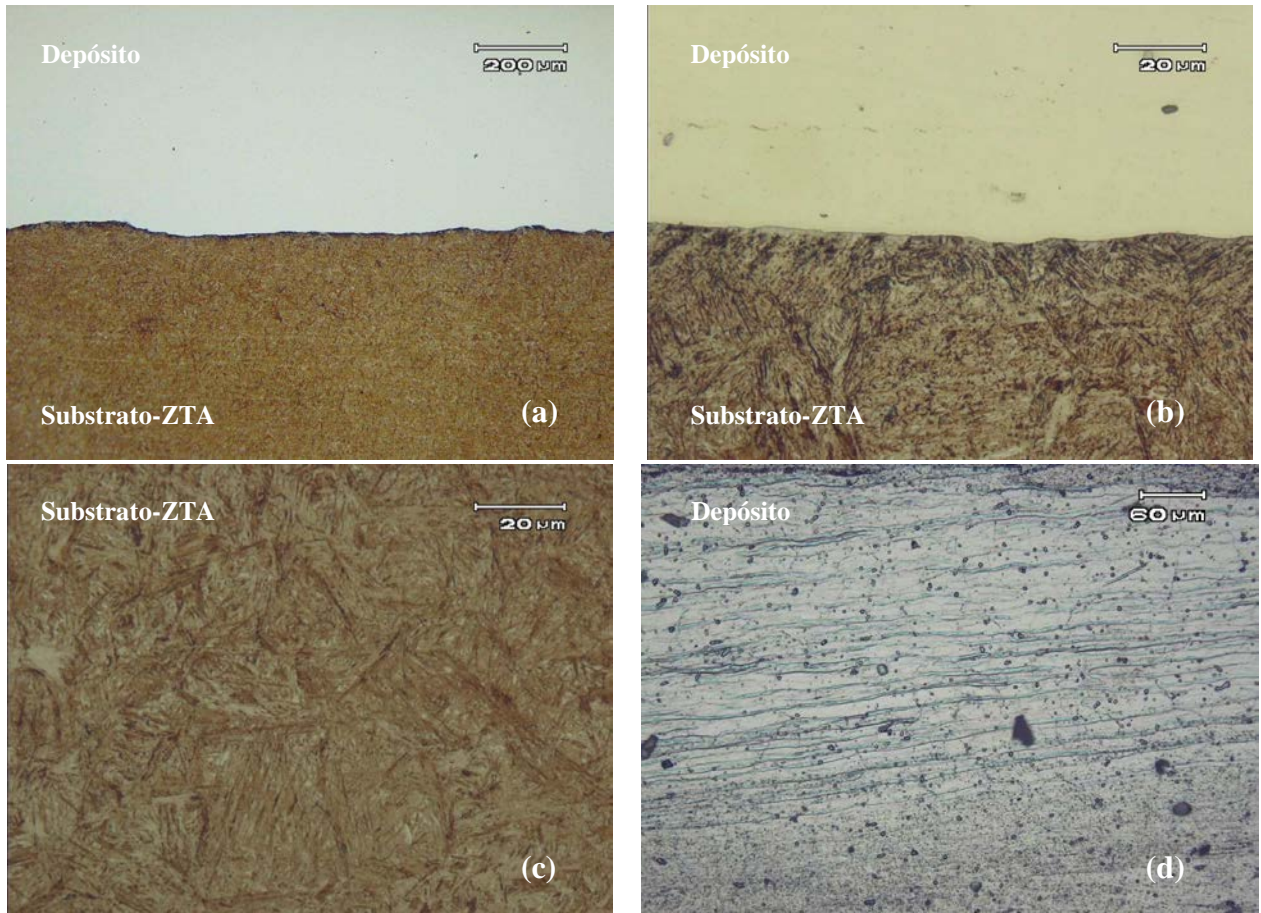 Depósito
200 μm
Substrato-ZTA
(a)
Depósito
20 μm
Substrato-ZTA
(b)
Substrato-ZTA
20 μm
(c)
Depósito
60 μm
(d)